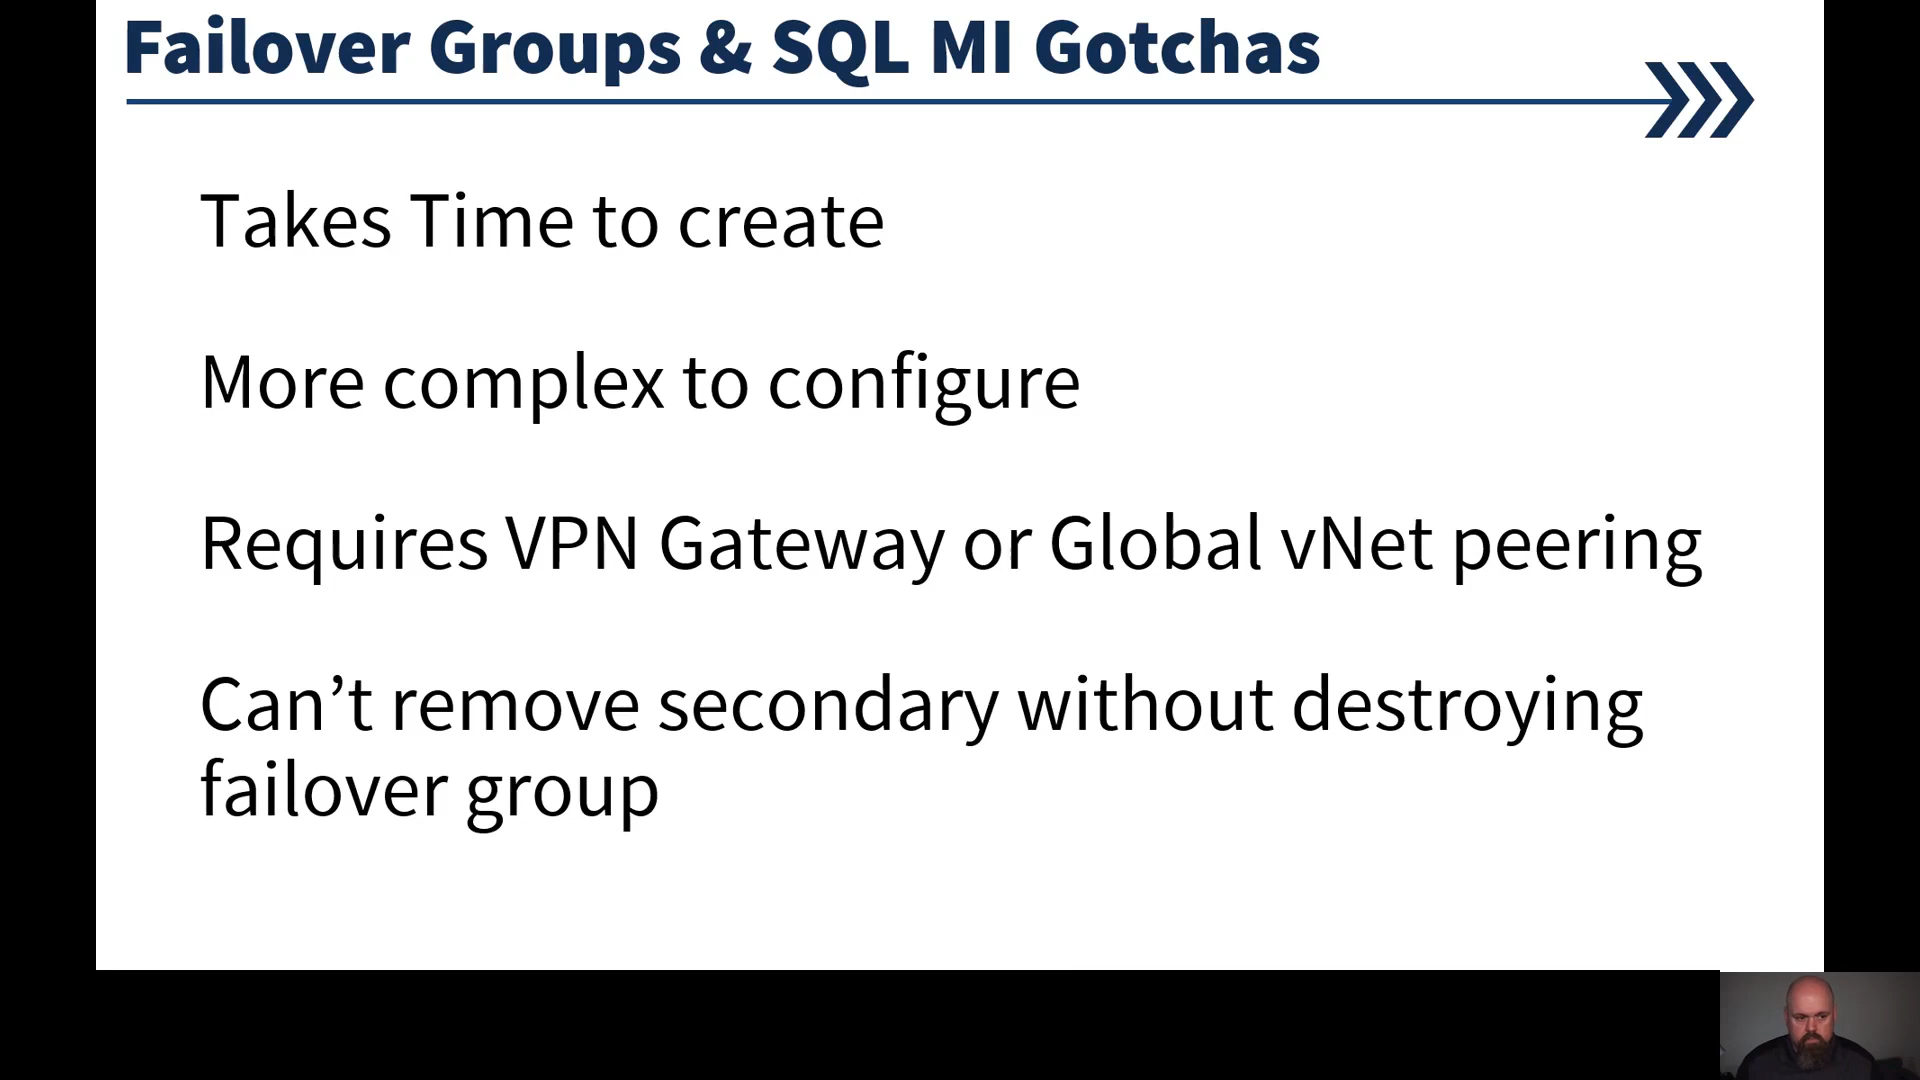 Failover Groups & SQL MI Gotchas
Takes Time to create
More complex to configure
Requires VPN Gateway or Global vNet peering
Can’t remove secondary without destroying
failover group